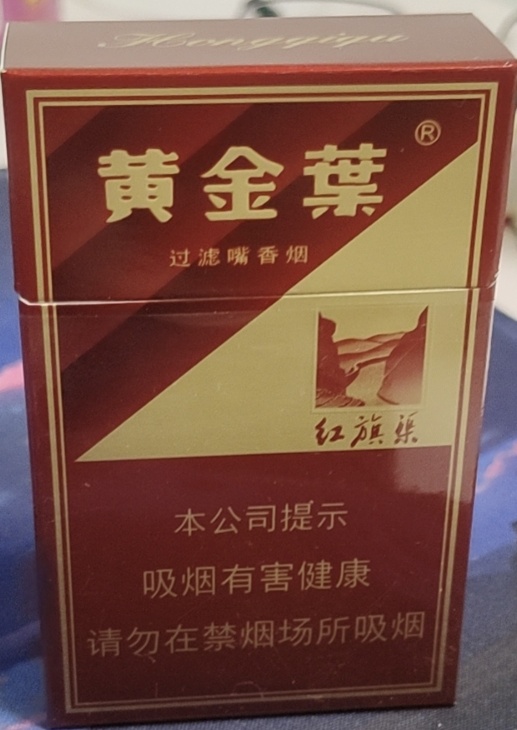 Hongqiqu
黄金葉®
过滤嘴香烟
红旗渠
本公司提示
吸烟有害健康
请勿在禁烟场所吸烟